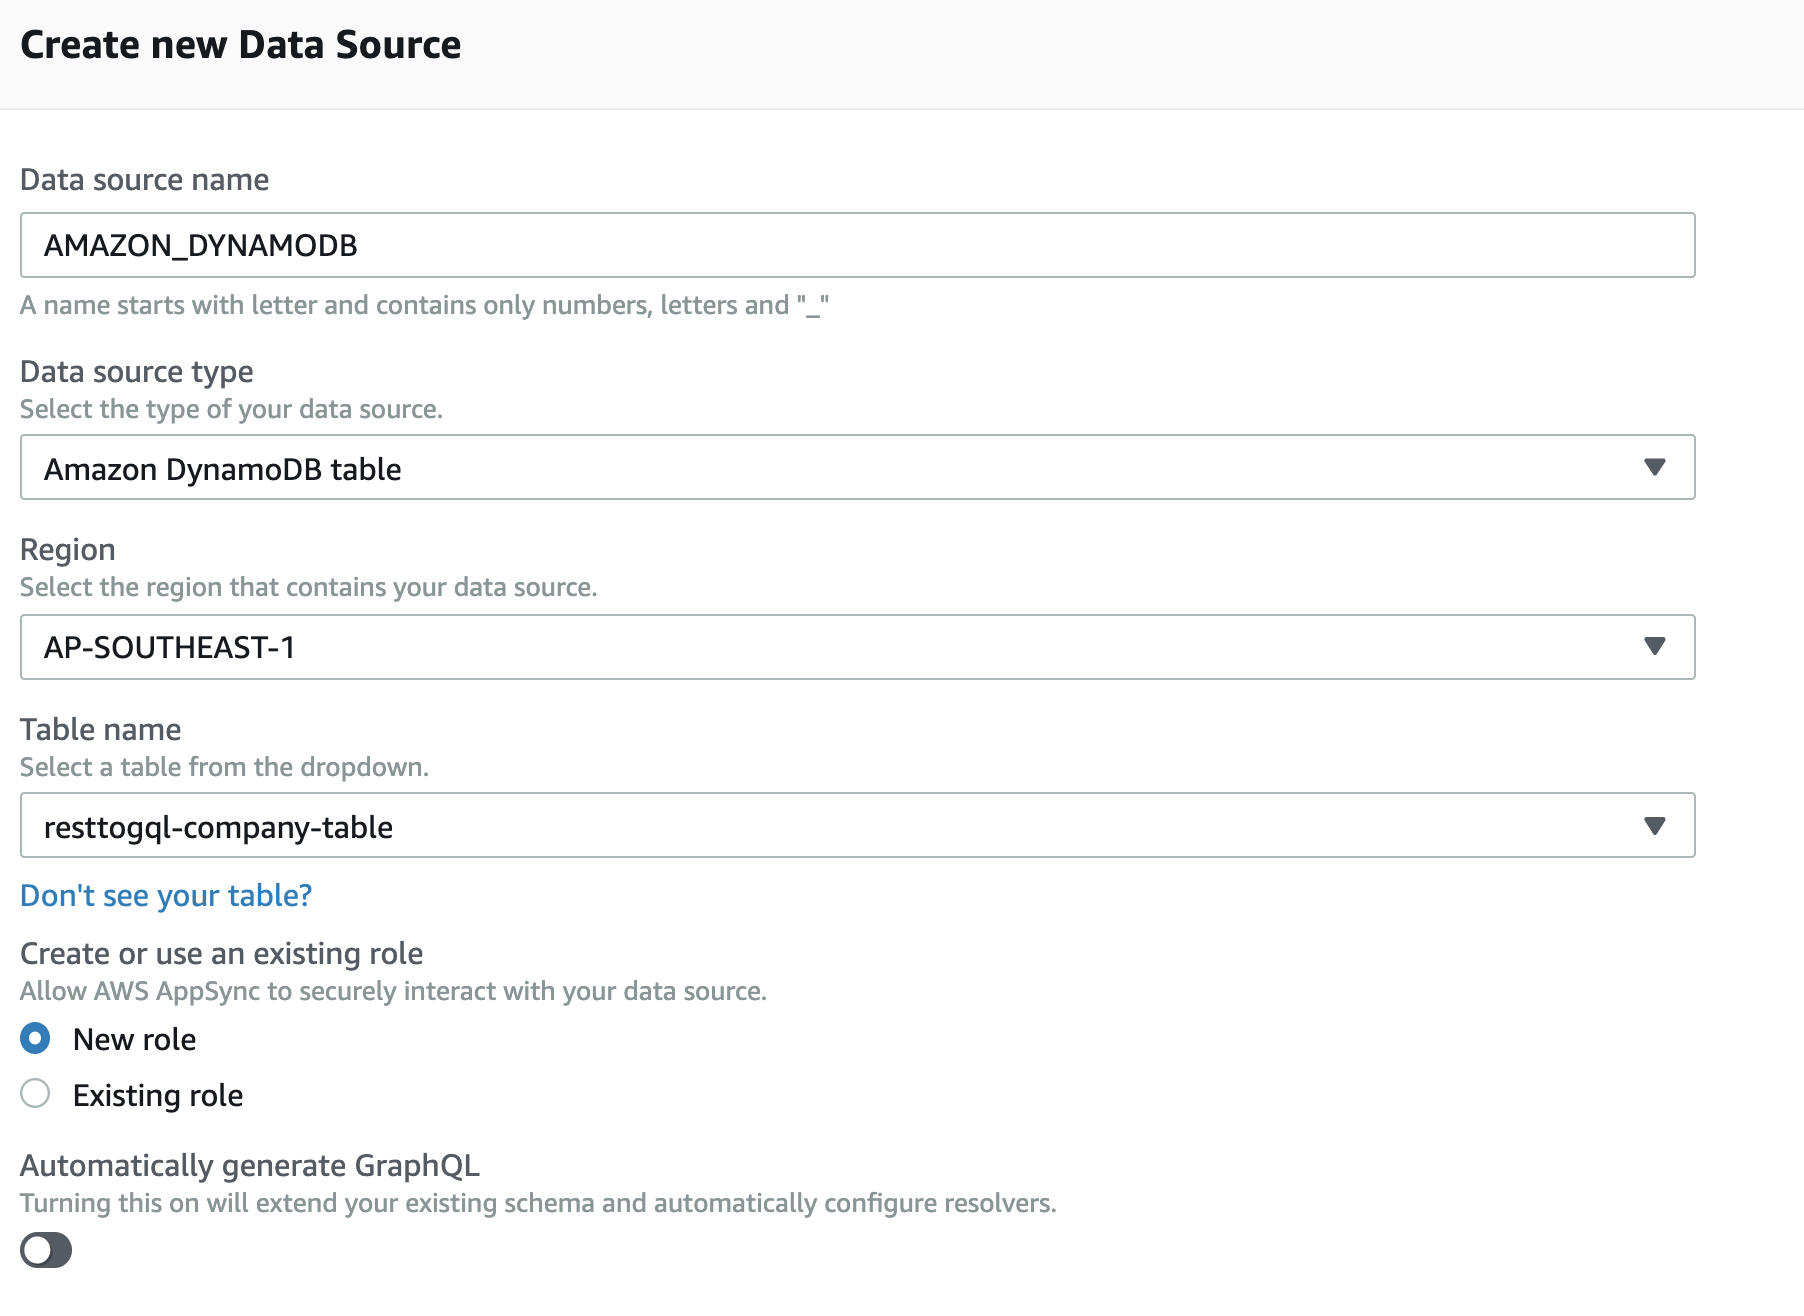 Create new Data Source
Data source name
AMAZON_DYNAMODB
A name starts with letter and contains only numbers, letters and "_"
Data source type
Select the type of your data source.
Amazon DynamoDB table
Region
Select the region that contains your data source.
AP-SOUTHEAST-1
Table name
Select a table from the dropdown.
resttogql-company-table
Don't see your table?
Create or use an existing role
Allow AWS AppSync to securely interact with your data source.
New role
Existing role
Automatically generate GraphQL
Turning this on will extend your existing schema and automatically configure resolvers.